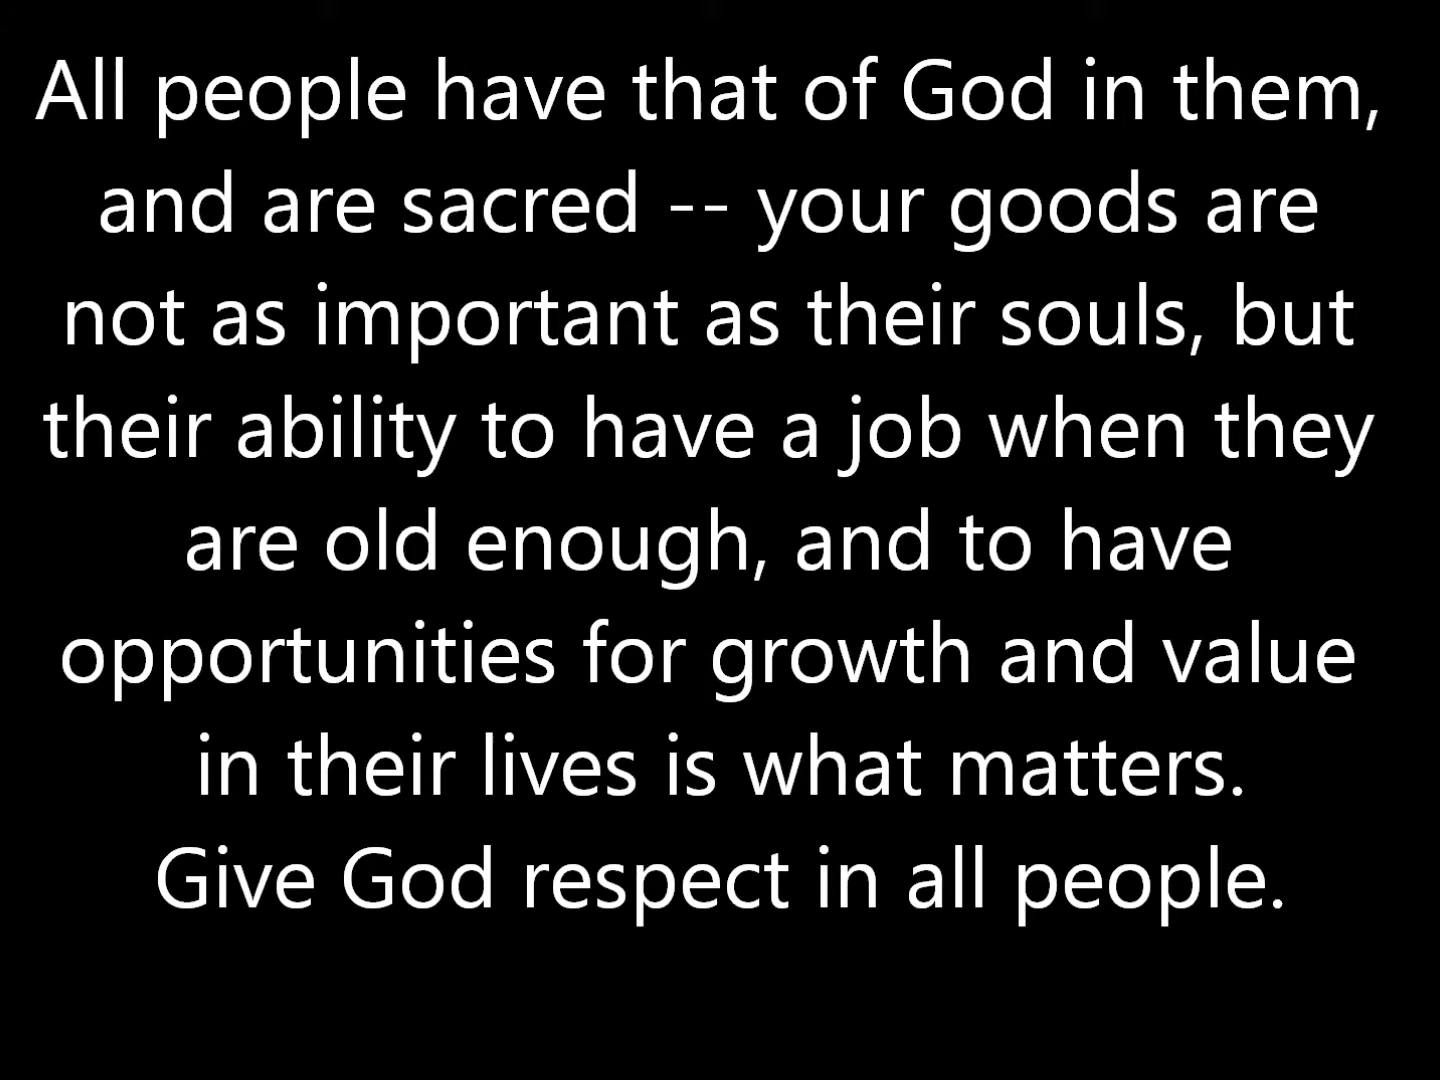 All people have that of God in them,
and are sacred -- your goods are
not as important as their souls, but
their ability to have a job when they
are old enough, and to have
opportunities for growth and value
in their lives is what matters.
Give God respect in all people.